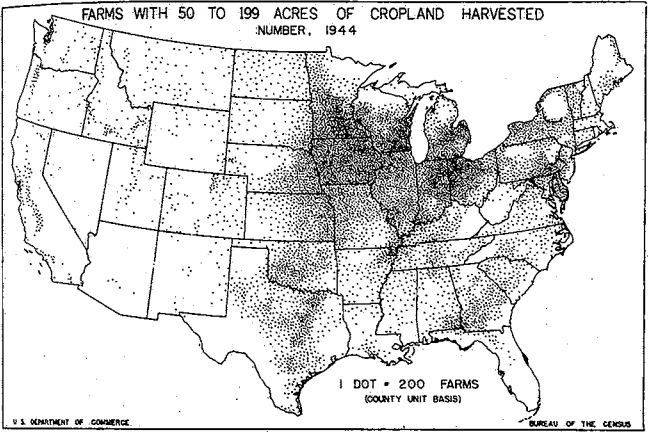 FARMS WITH 50 TO 199 ACRES OF CROPLAND HARVESTED
NUMBER, 1944
1 DOT = 200 FARMS
(COUNTY UNIT BASIS)
U S. DEPARTMENT OF COMMERCE
BUREAU OF THE CENSUS